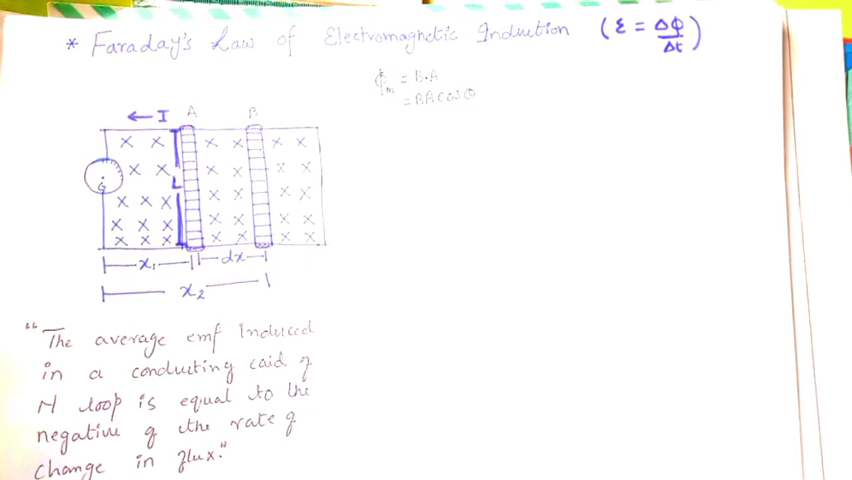 * Faraday's Law of Electromagnetic Induction (ε = Δφ/Δt)
φm = B.A
= BA cos θ
← I A B
G
L
x₁ dx
x₂
"The average emf induced
in a conducting coid of
N loop is equal to the
negative of the rate of
change in flux."